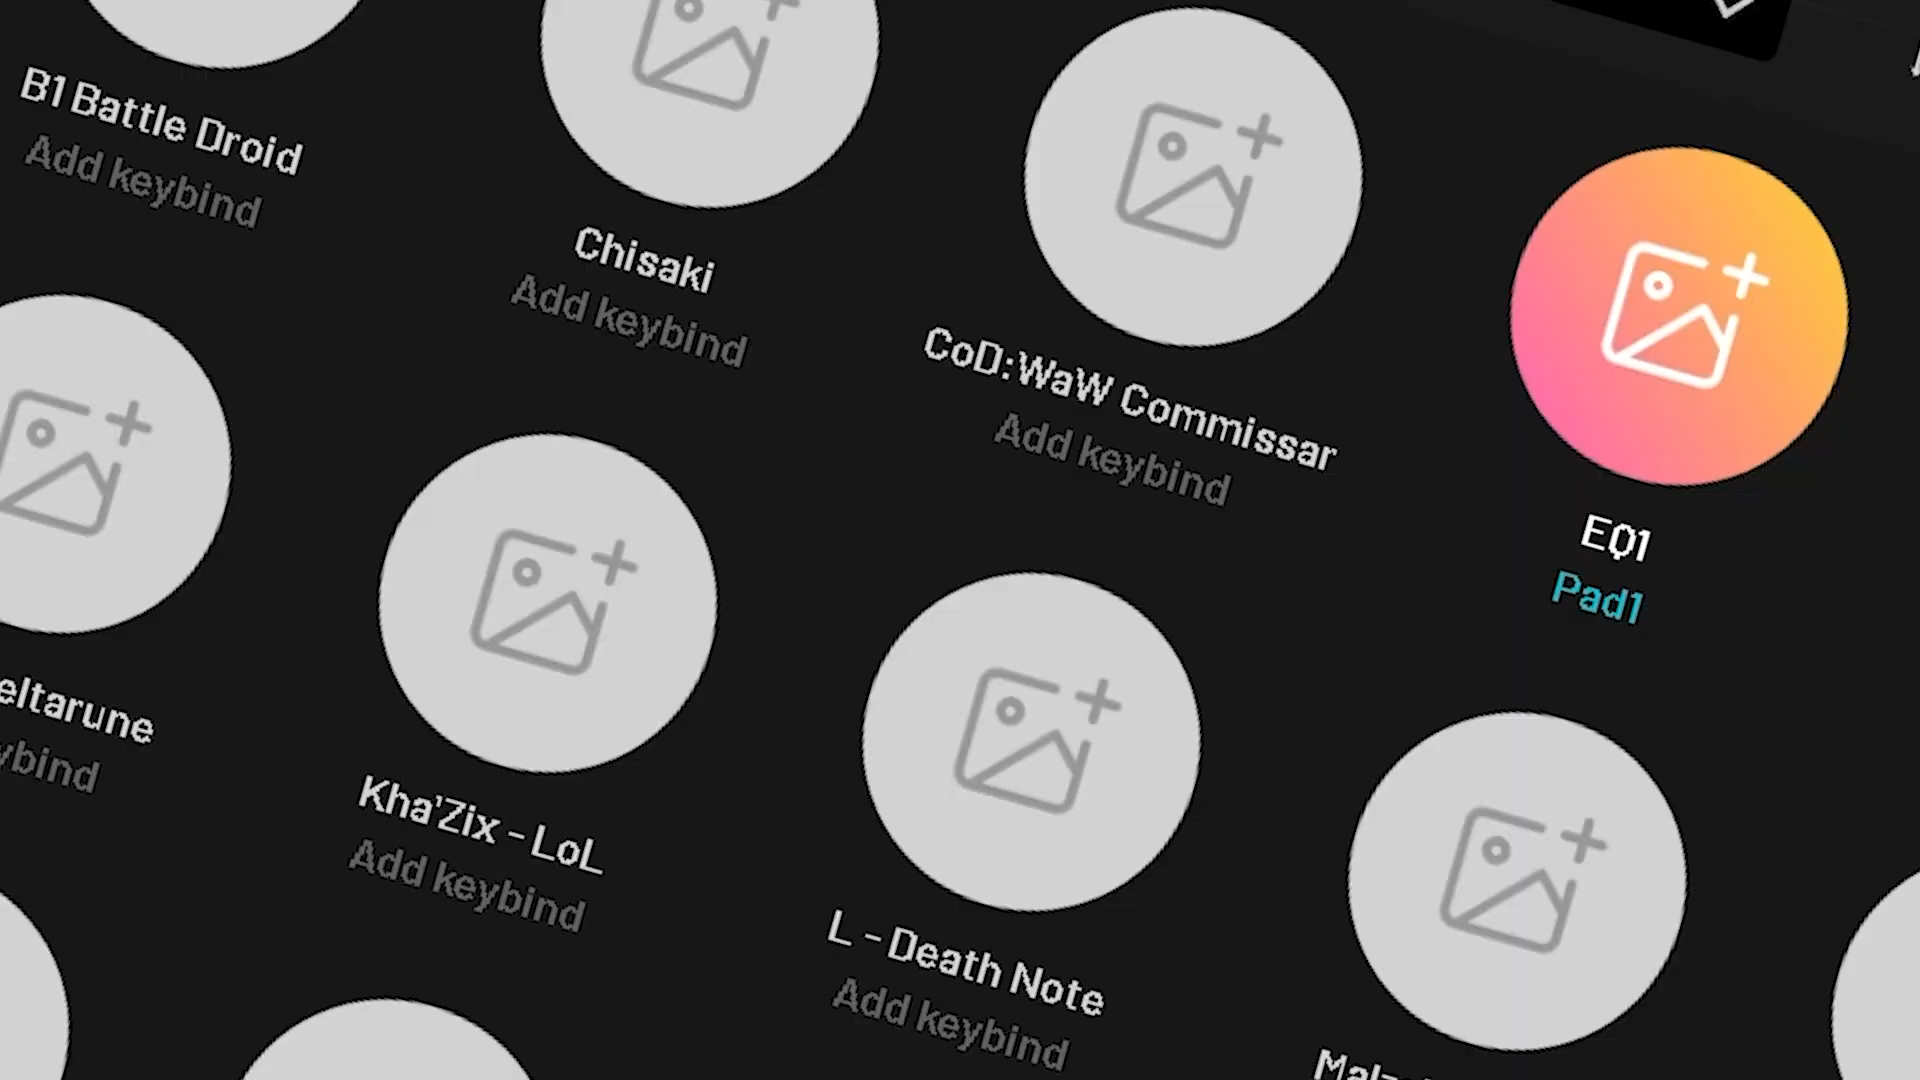 B1 Battle Droid
Add keybind
Chisaki
Add keybind
CoD:WaW Commissar
Add keybind
EQ1
Pad1
eltarune
ybind
Kha'Zix - LoL
Add keybind
L - Death Note
Add keybind